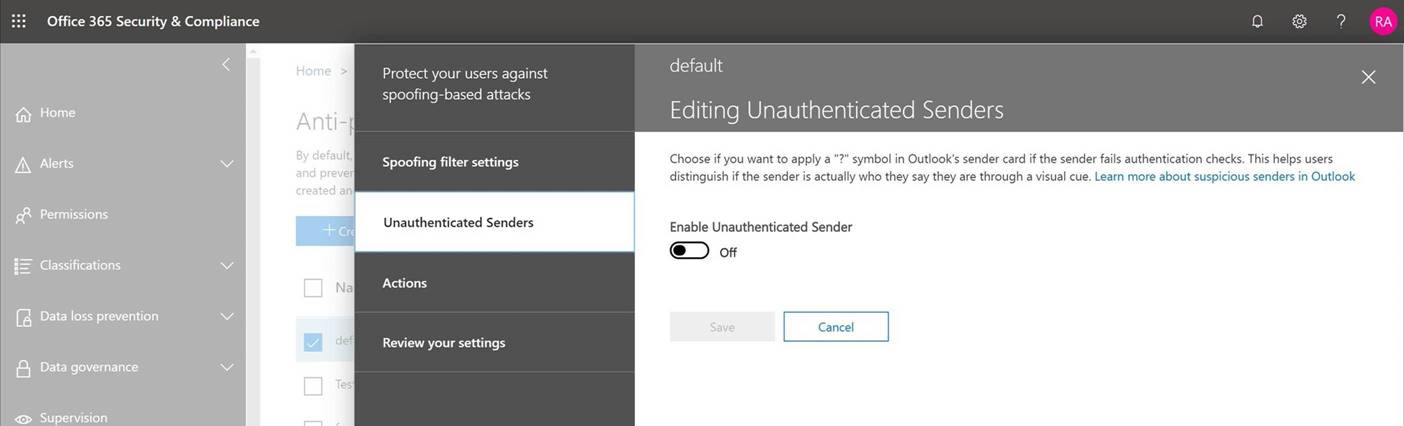 Office 365 Security & Compliance
RA
Home
Alerts
Permissions
Classifications
Data loss prevention
Data governance
Supervision
Home >
Anti-
By default,
and preven
created an
+ Cre
Na
def
Test
Protect your users against
spoofing-based attacks
Spoofing filter settings
Unauthenticated Senders
Actions
Review your settings
default
Editing Unauthenticated Senders
Choose if you want to apply a "?" symbol in Outlook's sender card if the sender fails authentication checks. This helps users
distinguish if the sender is actually who they say they are through a visual cue. Learn more about suspicious senders in Outlook
Enable Unauthenticated Sender
Off
Save
Cancel